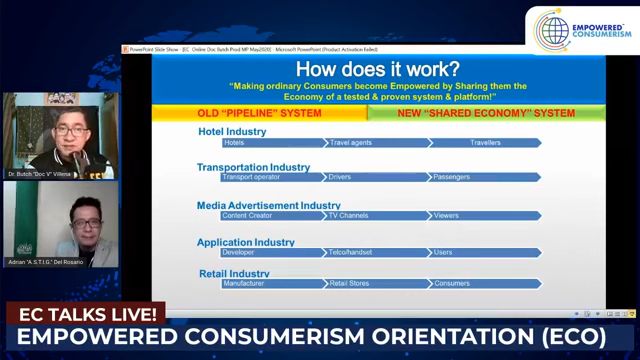 EMPOWERED
CONSUMERISM
PowerPoint Slide Show - [EC Online Doc Butch Prod MP May2020] - Microsoft PowerPoint (Product Activation Failed)
How does it work?
“Making ordinary Consumers become Empowered by Sharing them the
Economy of a tested & proven system & platform!”
OLD “PIPELINE” SYSTEM
NEW “SHARED ECONOMY” SYSTEM
Hotel Industry
Hotels Travel agents Travellers
Transportation Industry
Transport operator Drivers Passengers
Media Advertisement Industry
Content Creator TV Channels Viewers
Application Industry
Developer Telco/handset Users
Retail Industry
Manufacturer Retail Stores Consumers
Dr. Butch "Doc V" Villena
Adrian "A.S.T.I.G." Del Rosario
EC TALKS LIVE!
EMPOWERED CONSUMERISM ORIENTATION (ECO)